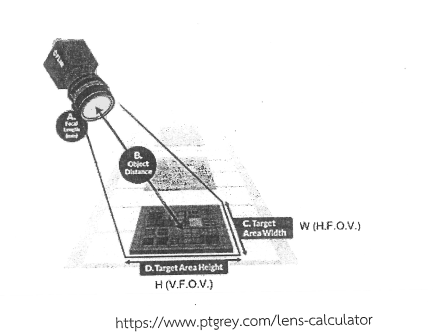 A.
Focal
Length
(mm)
B.
Object
Distance
C. Target
Area Width
W (H.F.O.V.)
D. Target Area Height
H (V.F.O.V.)
https://www.ptgrey.com/lens-calculator